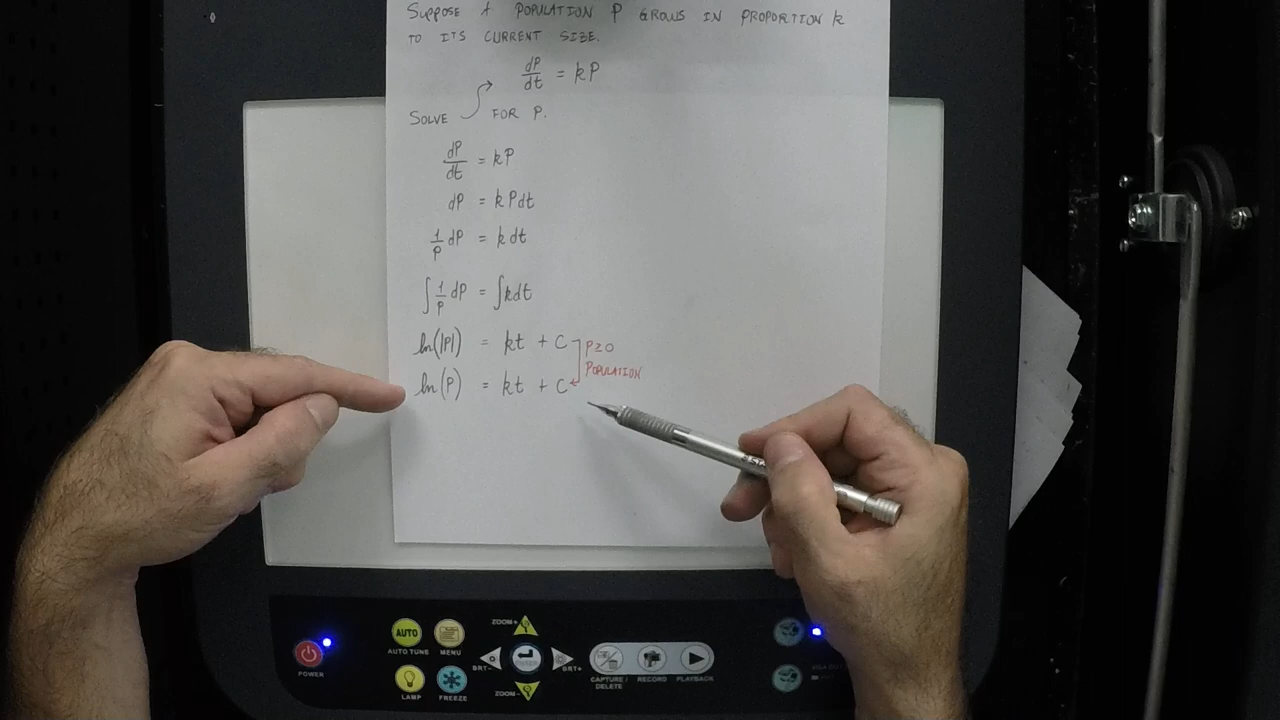 SUPPOSE A POPULATION P GROWS IN PROPORTION k
TO ITS CURRENT SIZE.
dP/dt = kP
SOLVE FOR P.
dP/dt = kP
dP = kPdt
1/P dP = k dt
∫ 1/P dP = ∫kdt
ln(|P|) = kt + C
P≥0
POPULATION
ln(P) = kt + C
ZOOM+
AUTO
AUTO TUNE
MENU
BRT-
BRT+
POWER
LAMP
FREEZE
ZOOM-
CAPTURE / DELETE
RECORD
PLAYBACK